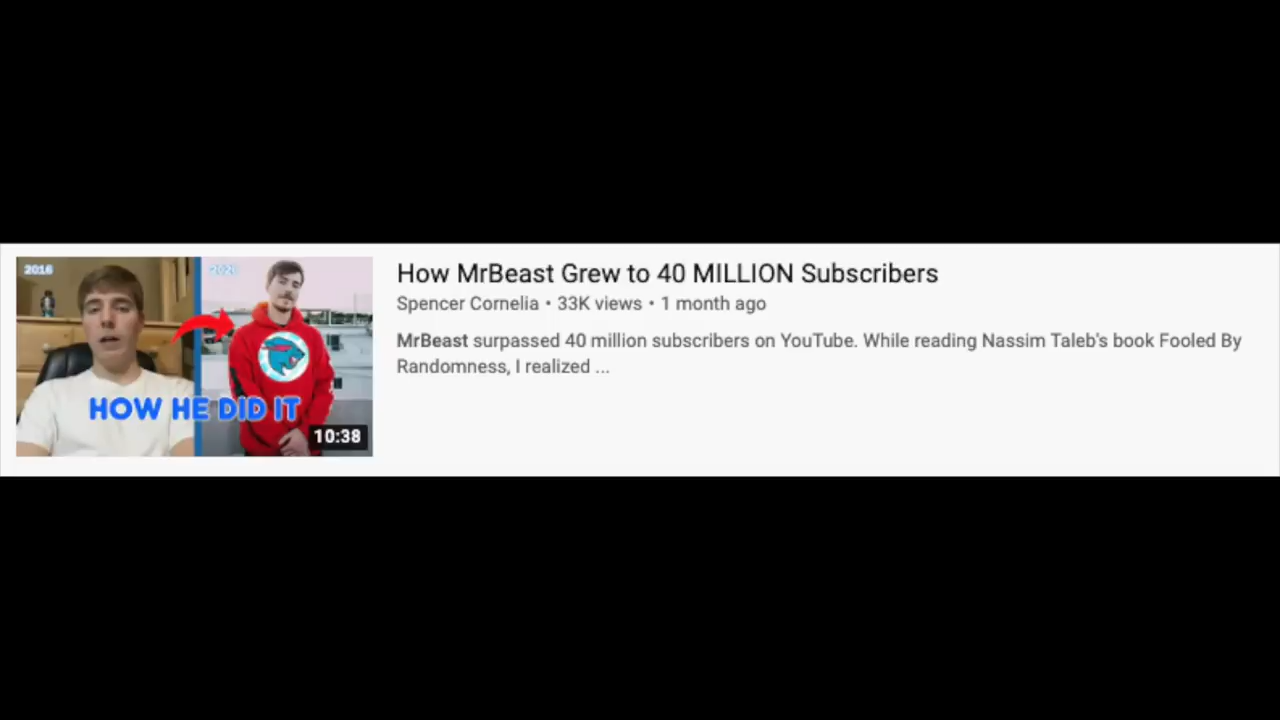 2016
2020
HOW HE DID IT
10:38
How MrBeast Grew to 40 MILLION Subscribers
Spencer Cornelia • 33K views • 1 month ago
MrBeast surpassed 40 million subscribers on YouTube. While reading Nassim Taleb's book Fooled By
Randomness, I realized ...